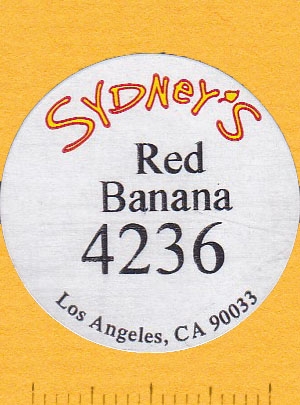 SYDNEY'S
Red
Banana
4236
Los Angeles, CA 90033